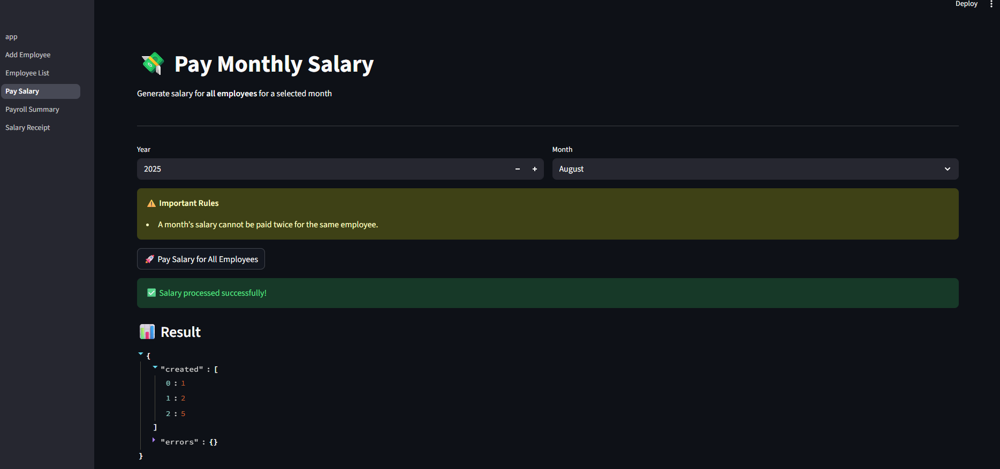 Deploy
app
Add Employee
Employee List
Pay Salary
Payroll Summary
Salary Receipt
💸 Pay Monthly Salary
Generate salary for all employees for a selected month
Year
Month
2025 − +
August
⚠️ Important Rules
• A month’s salary cannot be paid twice for the same employee.
🚀 Pay Salary for All Employees
✅ Salary processed successfully!
📊 Result
{
"created" : [
0 : 1
1 : 2
2 : 5
]
"errors" : {}
}